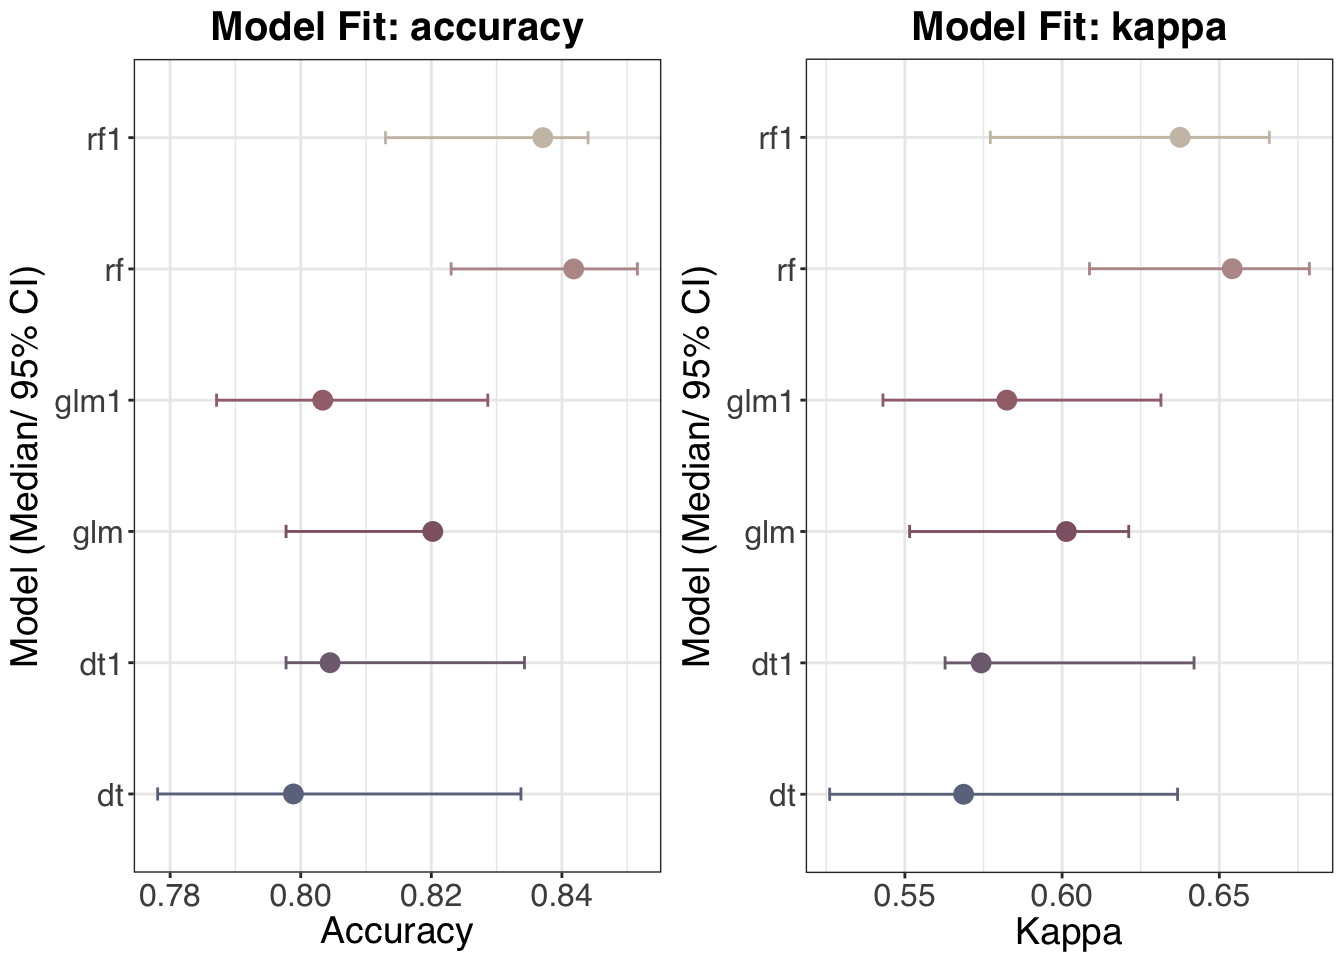 Model Fit: accuracy
Model (Median/ 95% CI)
rf1
rf
glm1
glm
dt1
dt
0.78 0.80 0.82 0.84
Accuracy
Model Fit: kappa
Model (Median/ 95% CI)
rf1
rf
glm1
glm
dt1
dt
0.55 0.60 0.65
Kappa